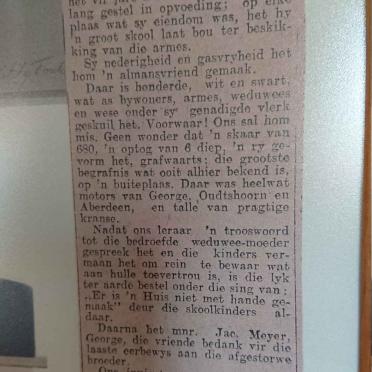 het vir jare
lang gestel in opvoeding; op elke
plaas wat sy eiendom was, het hy
'n groot skool laat bou ter beskik-
king van die armes.
Sy nederigheid en gasvryheid het
hom 'n almansvriend gemaak.
Daar is honderde, wit en swart,
wat as bywoners, armes, weduwees
en wese onder sy genadigde vlerk
geskuil het. Voorwaar! Ons sal hom
mis. Geen wonder dat 'n skaar van
680, 'n optog van 6 diep, 'n ry ge-
vorm het, grafwaarts; die grootste
begrafnis wat ooit alhier bekend is,
op 'n buiteplaas. Daar was heelwat
motors van George, Oudtshoorn en
Aberdeen, en talle van pragtige
kranse.
Nadat ons leraar 'n trooswoord
tot die bedroefde weduwee-moeder
gespreek het en die kinders ver-
maan het om rein te bewaar wat
aan hulle toevertrou is, is die lyk
ter aarde bestel onder die sing van:
„Er is 'n Huis niet met hande ge-
maak" deur die skoolkinders al-
daar.
Daarna het mnr. Jac. Meyer,
George, die vriende bedank vir die
laaste eerbewys aan die afgestorwe
broeder.